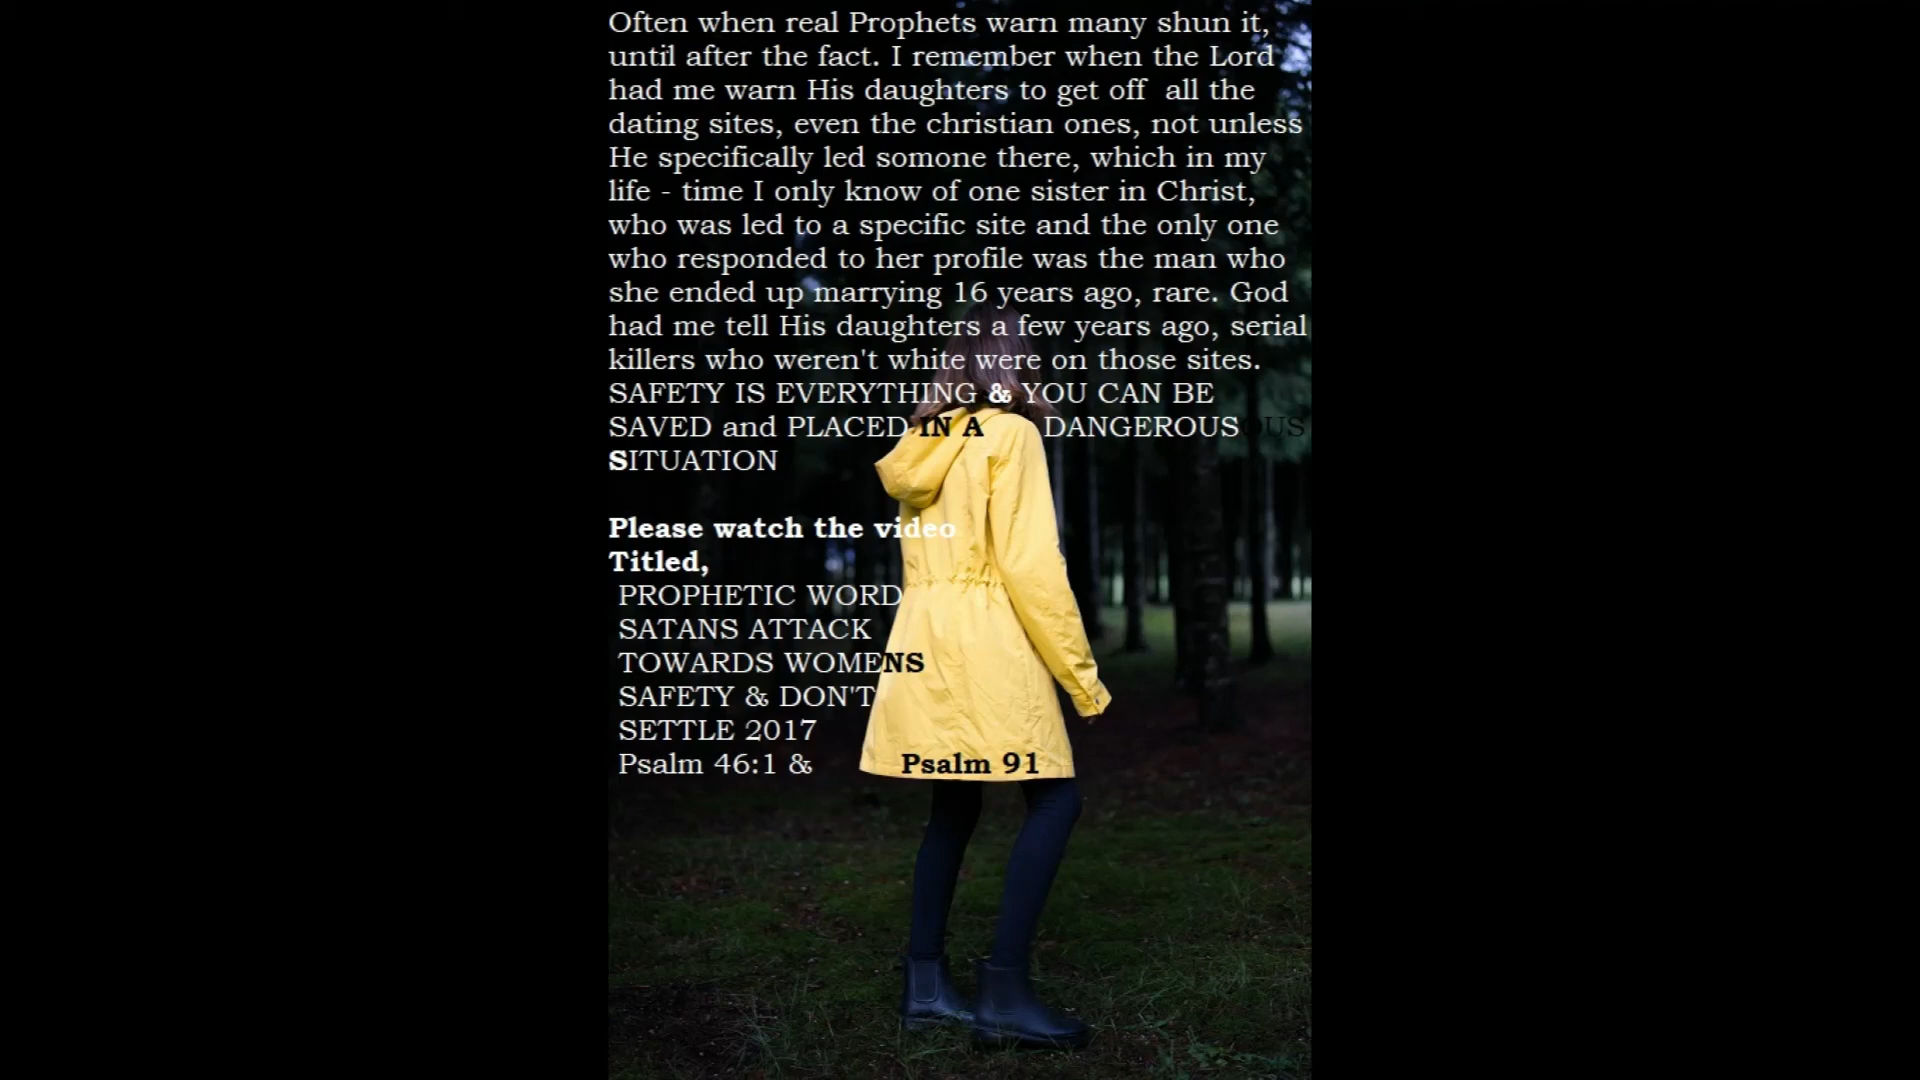 Often when real Prophets warn many shun it,
until after the fact. I remember when the Lord
had me warn His daughters to get off all the
dating sites, even the christian ones, not unless
He specifically led somone there, which in my
life - time I only know of one sister in Christ,
who was led to a specific site and the only one
who responded to her profile was the man who
she ended up marrying 16 years ago, rare. God
had me tell His daughters a few years ago, serial
killers who weren't white were on those sites.
SAFETY IS EVERYTHING & YOU CAN BE
SAVED and PLACED IN A DANGEROUS OUS
SITUATION
Please watch the video
Titled,
PROPHETIC WORD
SATANS ATTACK
TOWARDS WOMENS
SAFETY & DON'T
SETTLE 2017
Psalm 46:1 & Psalm 91